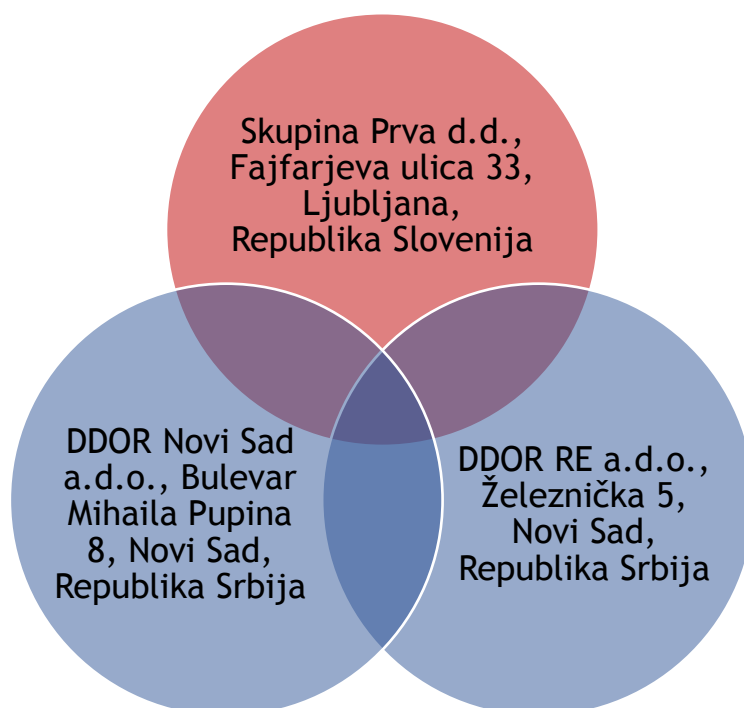 Skupina Prva d.d.,
Fajfarjeva ulica 33,
Ljubljana,
Republika Slovenija
DDOR Novi Sad
a.d.o., Bulevar
Mihaila Pupina
8, Novi Sad,
Republika Srbija
DDOR RE a.d.o.,
Železnička 5,
Novi Sad,
Republika Srbija